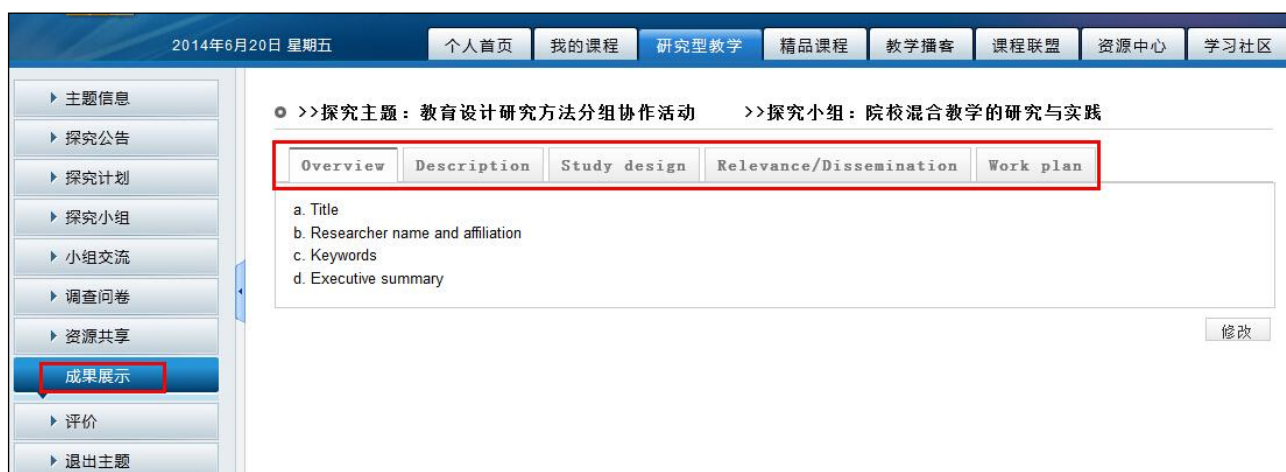 2014年6月20日 星期五 个人首页 我的课程 研究型教学 精品课程 教学播客 课程联盟 资源中心 学习社区
主题信息
探究公告
探究计划
探究小组
小组交流
调查问卷
资源共享
成果展示
评价
退出主题
>>探究主题：教育设计研究方法分组协作活动 >>探究小组：院校混合教学的研究与实践
Overview Description Study design Relevance/Dissemination Work plan
a. Title
b. Researcher name and affiliation
c. Keywords
d. Executive summary
修改